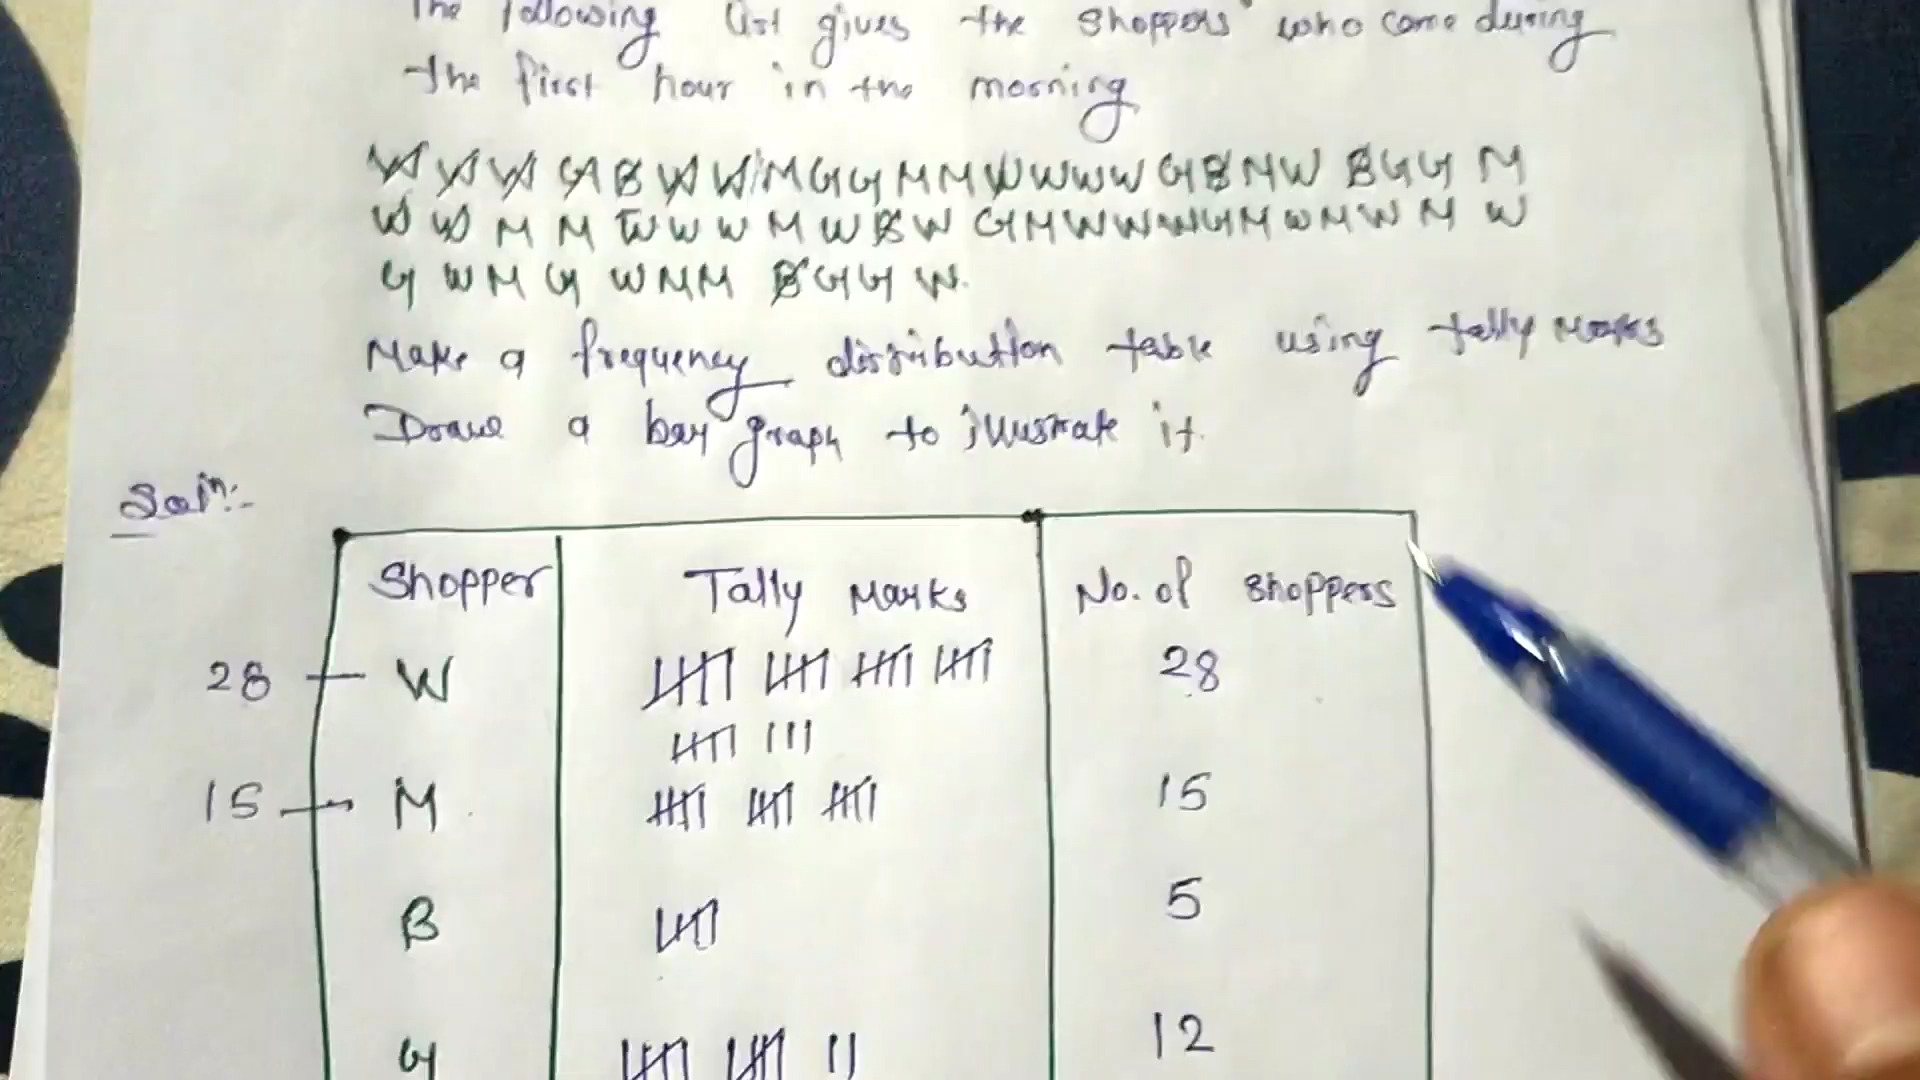 The following list gives the shoppers who come during
the first hour in the morning
W W W G B W W M G G M M W W W W G B M W B G G M
W W M M W W W M W B W G M W W W W G M W M W M W
G W M G W M M B G G W.
Make a frequency distribution table using tally marks
Draw a bar graph to illustrate it.
Soln:-
Shopper Tally Marks No. of shoppers
28 W 28
15 M 15
B 5
G 12